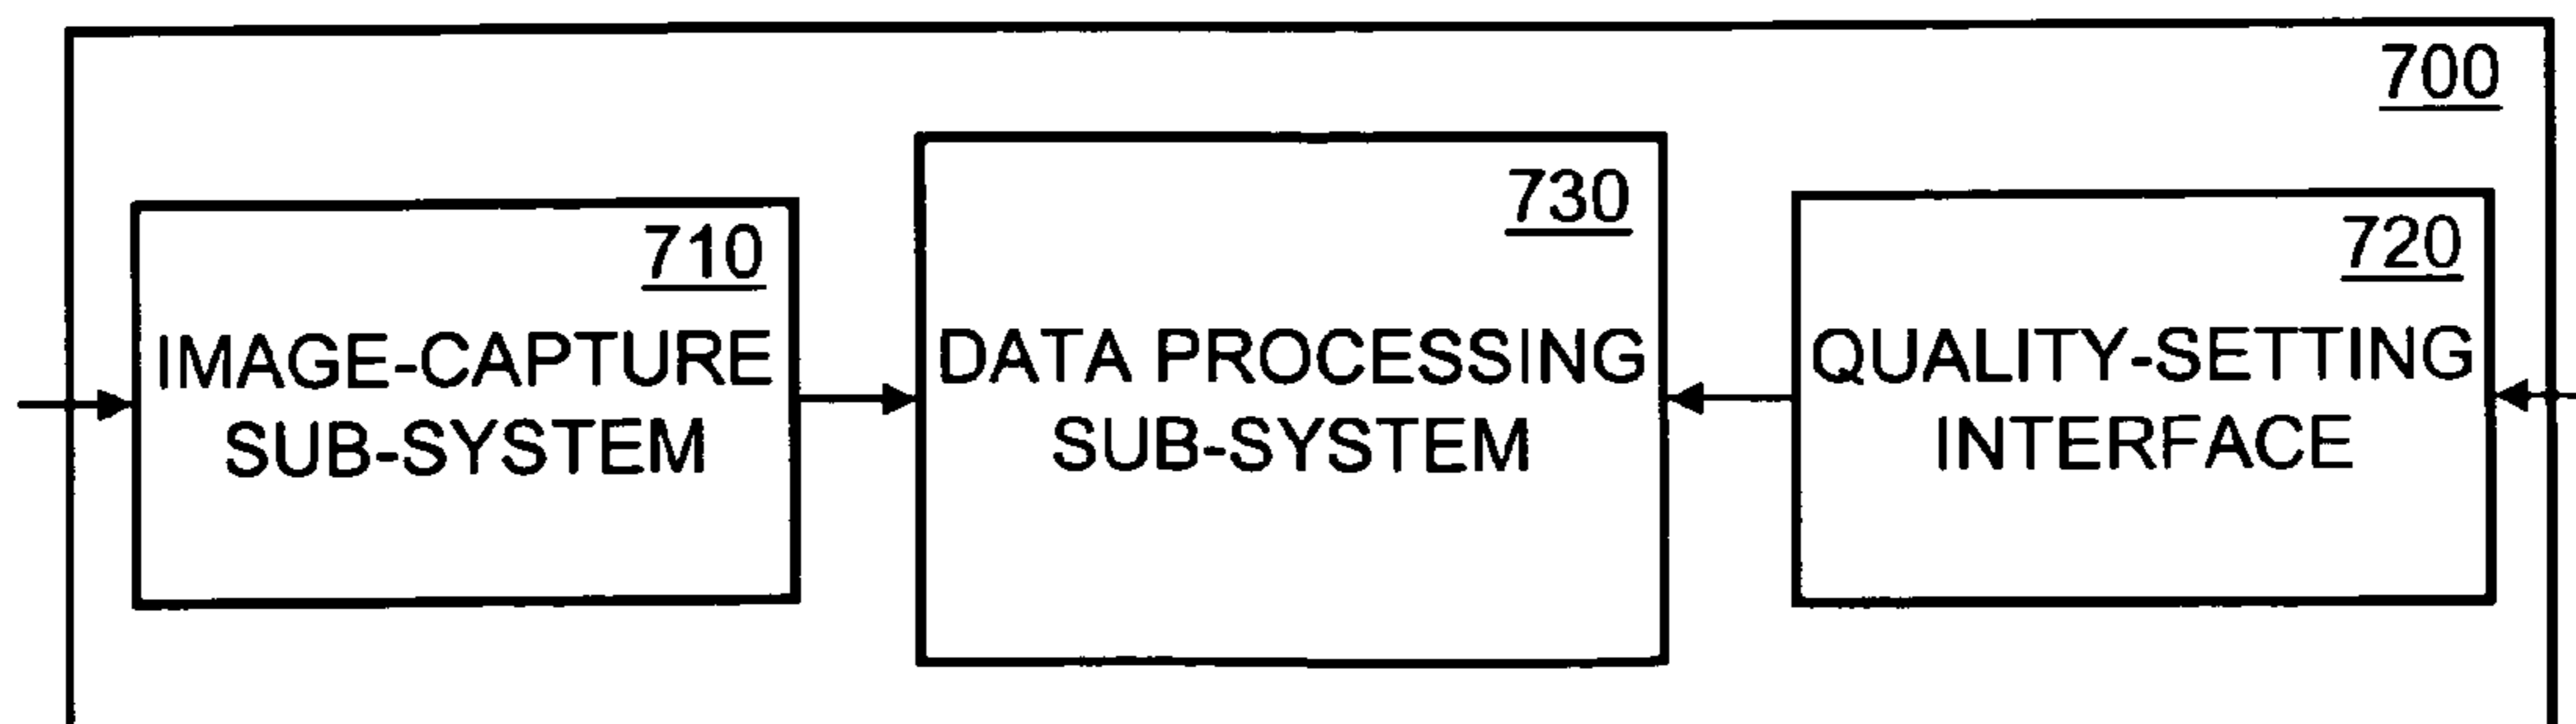 700
710
IMAGE-CAPTURE
SUB-SYSTEM
730
DATA PROCESSING
SUB-SYSTEM
720
QUALITY-SETTING
INTERFACE